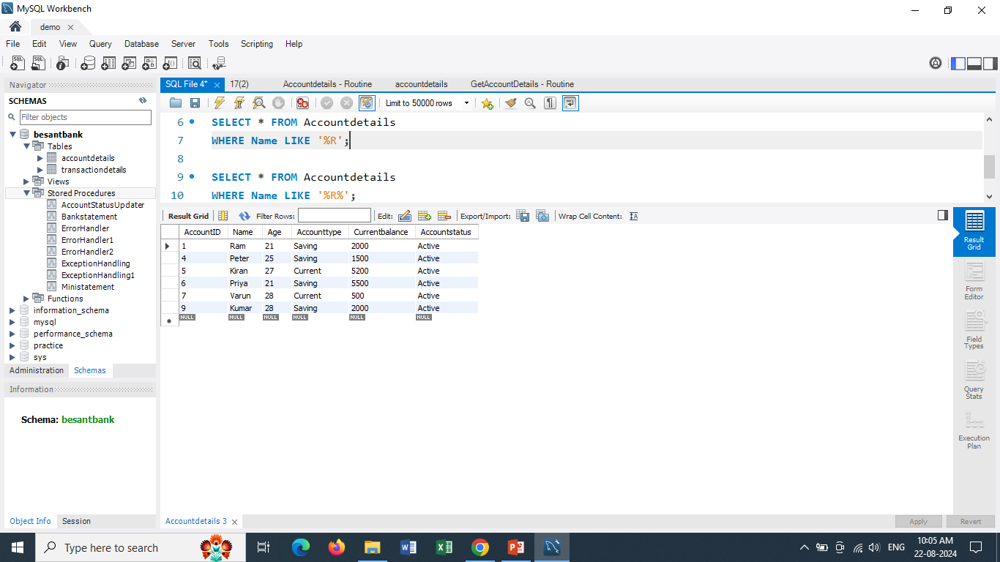 MySQL Workbench
demo
File Edit View Query Database Server Tools Scripting Help
Navigator
SCHEMAS
Filter objects
besantbank
Tables
accountdetails
transactiondetails
Views
Stored Procedures
AccountStatusUpdater
Bankstatement
ErrorHandler
ErrorHandler1
ErrorHandler2
ExceptionHandling
ExceptionHandling1
Ministatement
Functions
information_schema
mysql
performance_schema
practice
sys
Administration Schemas
Information
Schema: besantbank
Object Info Session
SQL File 4* 17(2) Accountdetails - Routine accountdetails GetAccountDetails - Routine
Limit to 50000 rows
6 SELECT * FROM Accountdetails
7 WHERE Name LIKE '%R';
8
9 SELECT * FROM Accountdetails
10 WHERE Name LIKE '%R%';
Result Grid Filter Rows: Edit: Export/Import: Wrap Cell Content:
AccountID Name Age Accounttype Currentbalance Accountstatus
1 Ram 21 Saving 2000 Active
4 Peter 25 Saving 1500 Active
5 Kiran 27 Current 5200 Active
6 Priya 21 Saving 5500 Active
7 Varun 28 Current 500 Active
9 Kumar 28 Saving 2000 Active
NULL NULL NULL NULL NULL NULL
Result
Grid
Form
Editor
Field
Types
Query
Stats
Execution
Plan
Accountdetails 3
Apply Revert
Type here to search
ENG
10:05 AM
22-08-2024